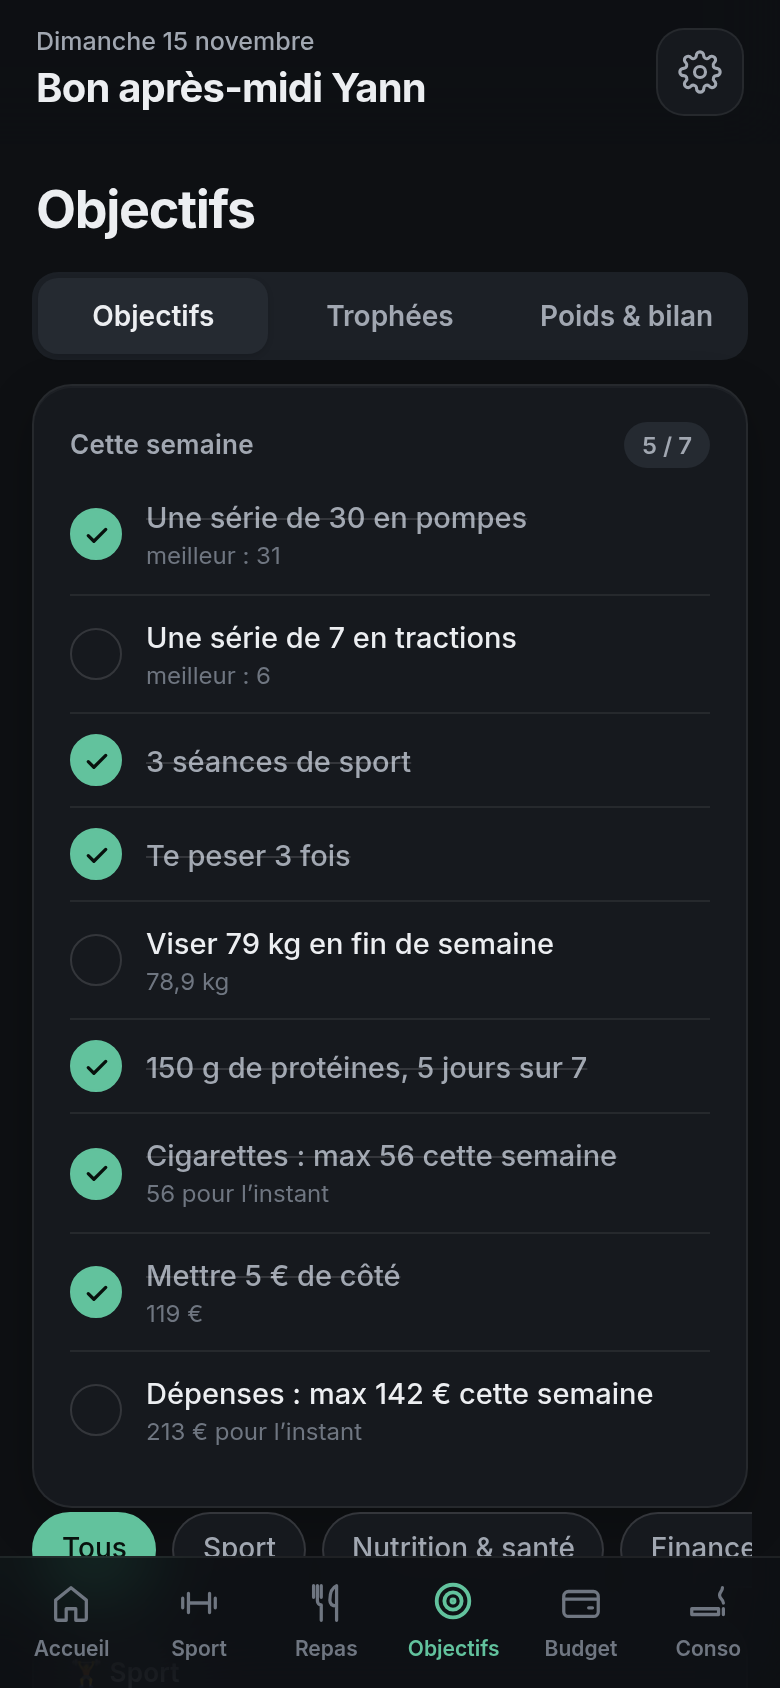 Dimanche 15 novembre
Bon après-midi Yann
Objectifs
Objectifs Trophées Poids & bilan
Cette semaine 5 / 7
Une série de 30 en pompes
meilleur : 31
Une série de 7 en tractions
meilleur : 6
3 séances de sport
Te peser 3 fois
Viser 79 kg en fin de semaine
78,9 kg
150 g de protéines, 5 jours sur 7
Cigarettes : max 56 cette semaine
56 pour l’instant
Mettre 5 € de côté
119 €
Dépenses : max 142 € cette semaine
213 € pour l’instant
Tous Sport Nutrition & santé Finance
Accueil Sport Repas Objectifs Budget Conso
Sport